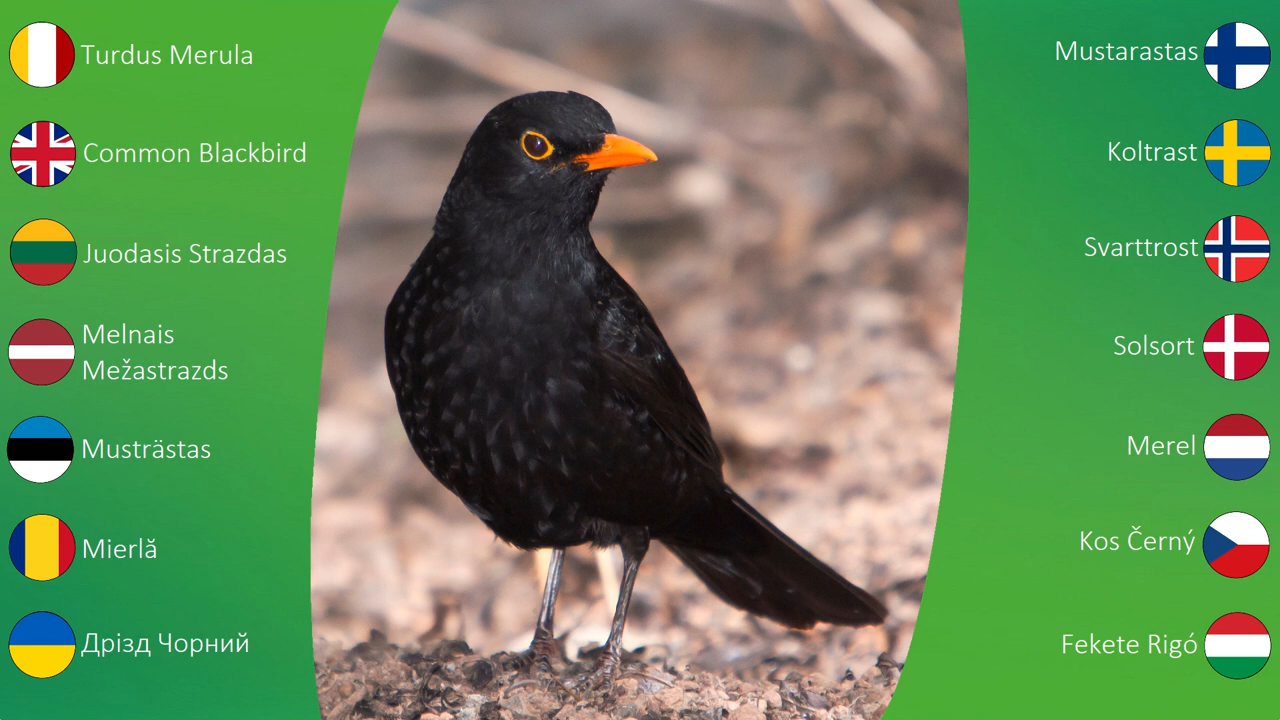 Turdus Merula
Common Blackbird
Juodasis Strazdas
Melnais
Mežastrazds
Musträstas
Mierlă
Дрізд Чорний
Mustarastas
Koltrast
Svarttrost
Solsort
Merel
Kos Černý
Fekete Rigó